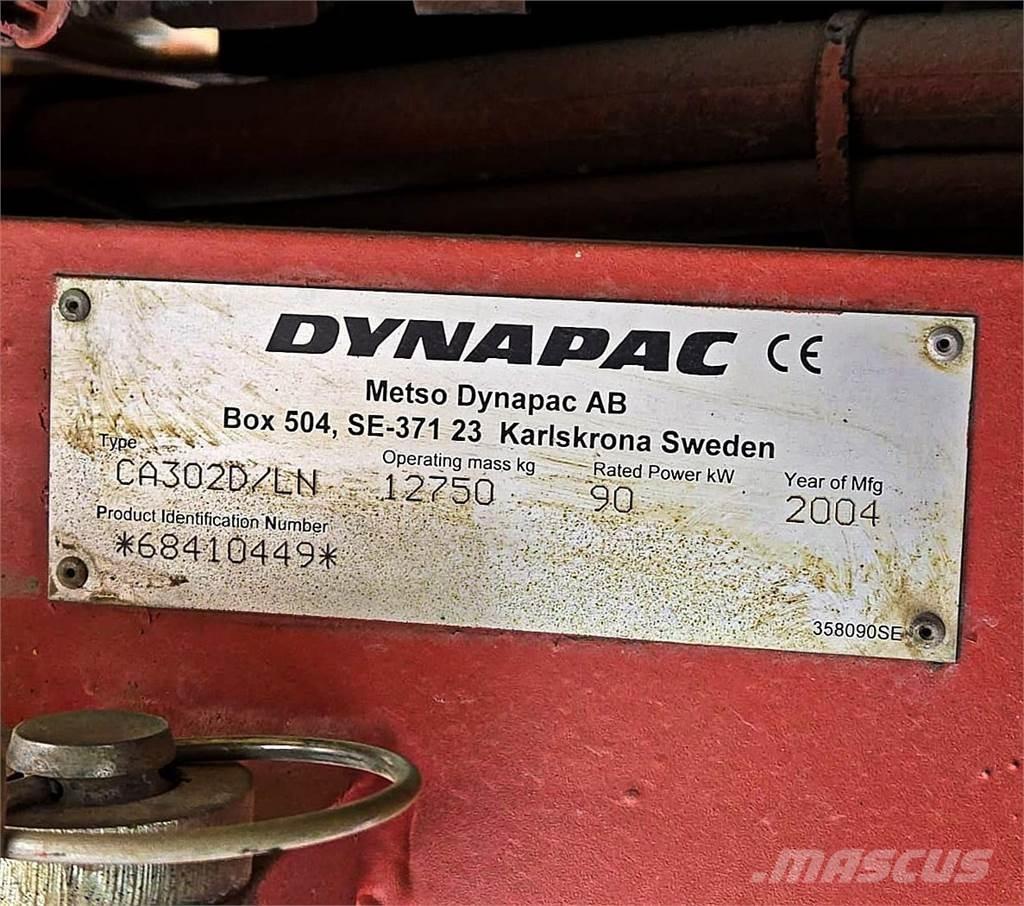 DYNAPAC CE
Metso Dynapac AB
Box 504, SE-371 23 Karlskrona Sweden
Type Operating mass kg Rated Power kW Year of Mfg
CA302D/LN 12750 90 2004
Product Identification Number
*68410449*
358090SE
mascus